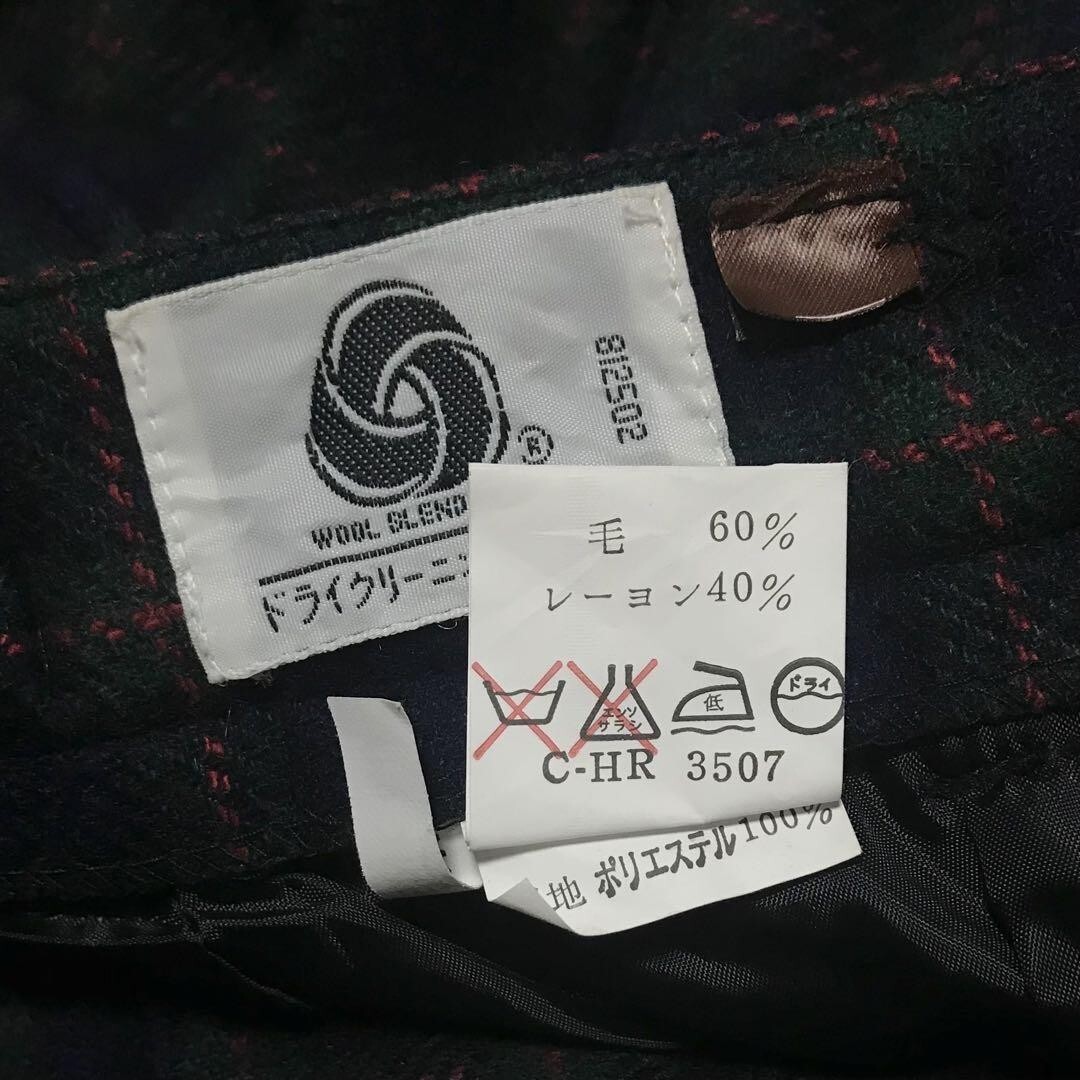 812502
®
WOOL BLEND
ドライクリーニ
毛 60%
レーヨン40%
エンソ
サラシ
低
ドライ
C-HR 3507
地 ポリエステル100%